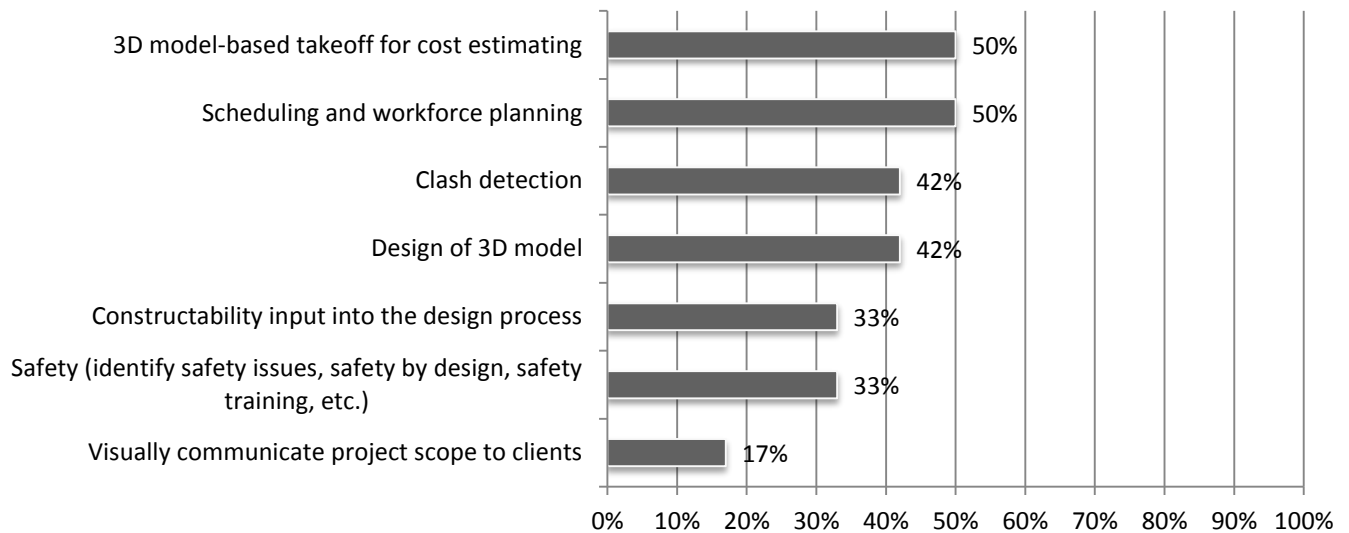 3D model-based takeoff for cost estimating
50%
Scheduling and workforce planning
50%
Clash detection
42%
Design of 3D model
42%
Constructability input into the design process
33%
Safety (identify safety issues, safety by design, safety
training, etc.)
33%
Visually communicate project scope to clients
17%
0% 10% 20% 30% 40% 50% 60% 70% 80% 90% 100%